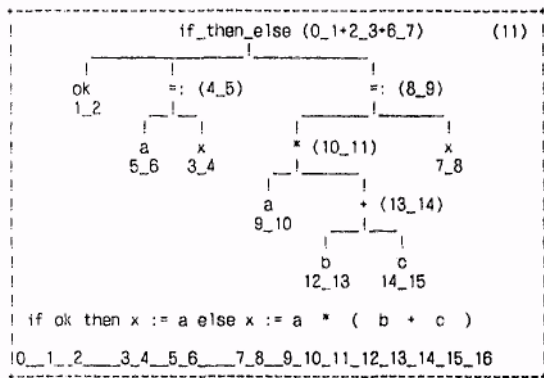 if_then_else (0_1+2_3+6_7) (11)
ok =: (4_5) =: (8_9)
1_2
a x * (10_11) x
5_6 3_4 7_8
a + (13_14)
9_10
b c
12_13 14_15
if ok then x := a else x := a * ( b + c )
0__1__2____3_4__5_6____7_8__9_10_11_12_13_14_15_16